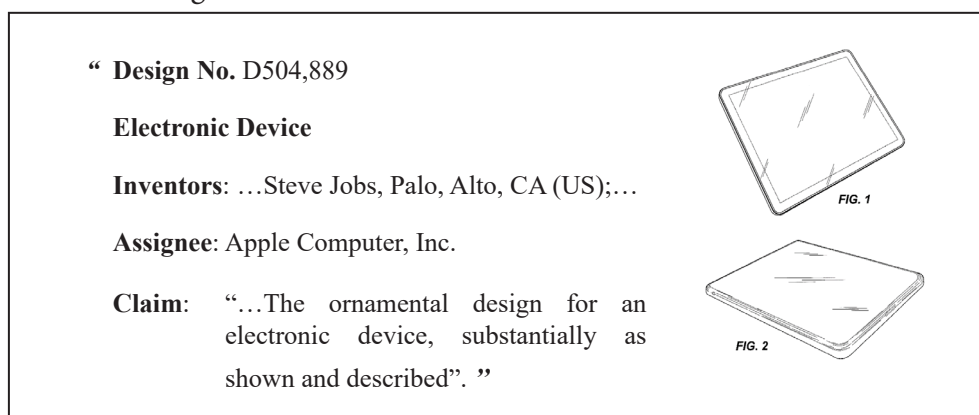 “ Design No. D504,889
Electronic Device
Inventors: …Steve Jobs, Palo, Alto, CA (US);…
Assignee: Apple Computer, Inc.
Claim: “…The ornamental design for an
electronic device, substantially as
shown and described”. ”
FIG. 1
FIG. 2